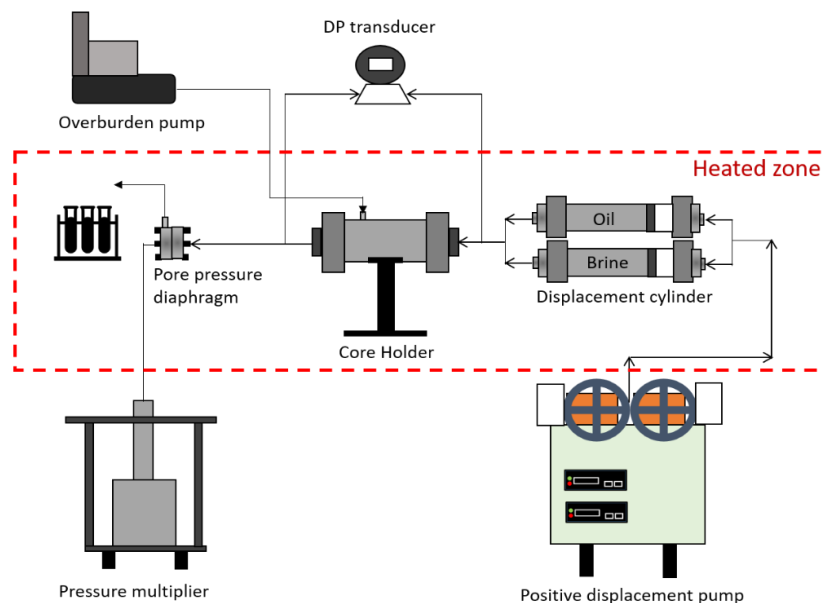 DP transducer
Overburden pump
Heated zone
Oil
Brine
Pore pressure
diaphragm
Displacement cylinder
Core Holder
Pressure multiplier
Positive displacement pump